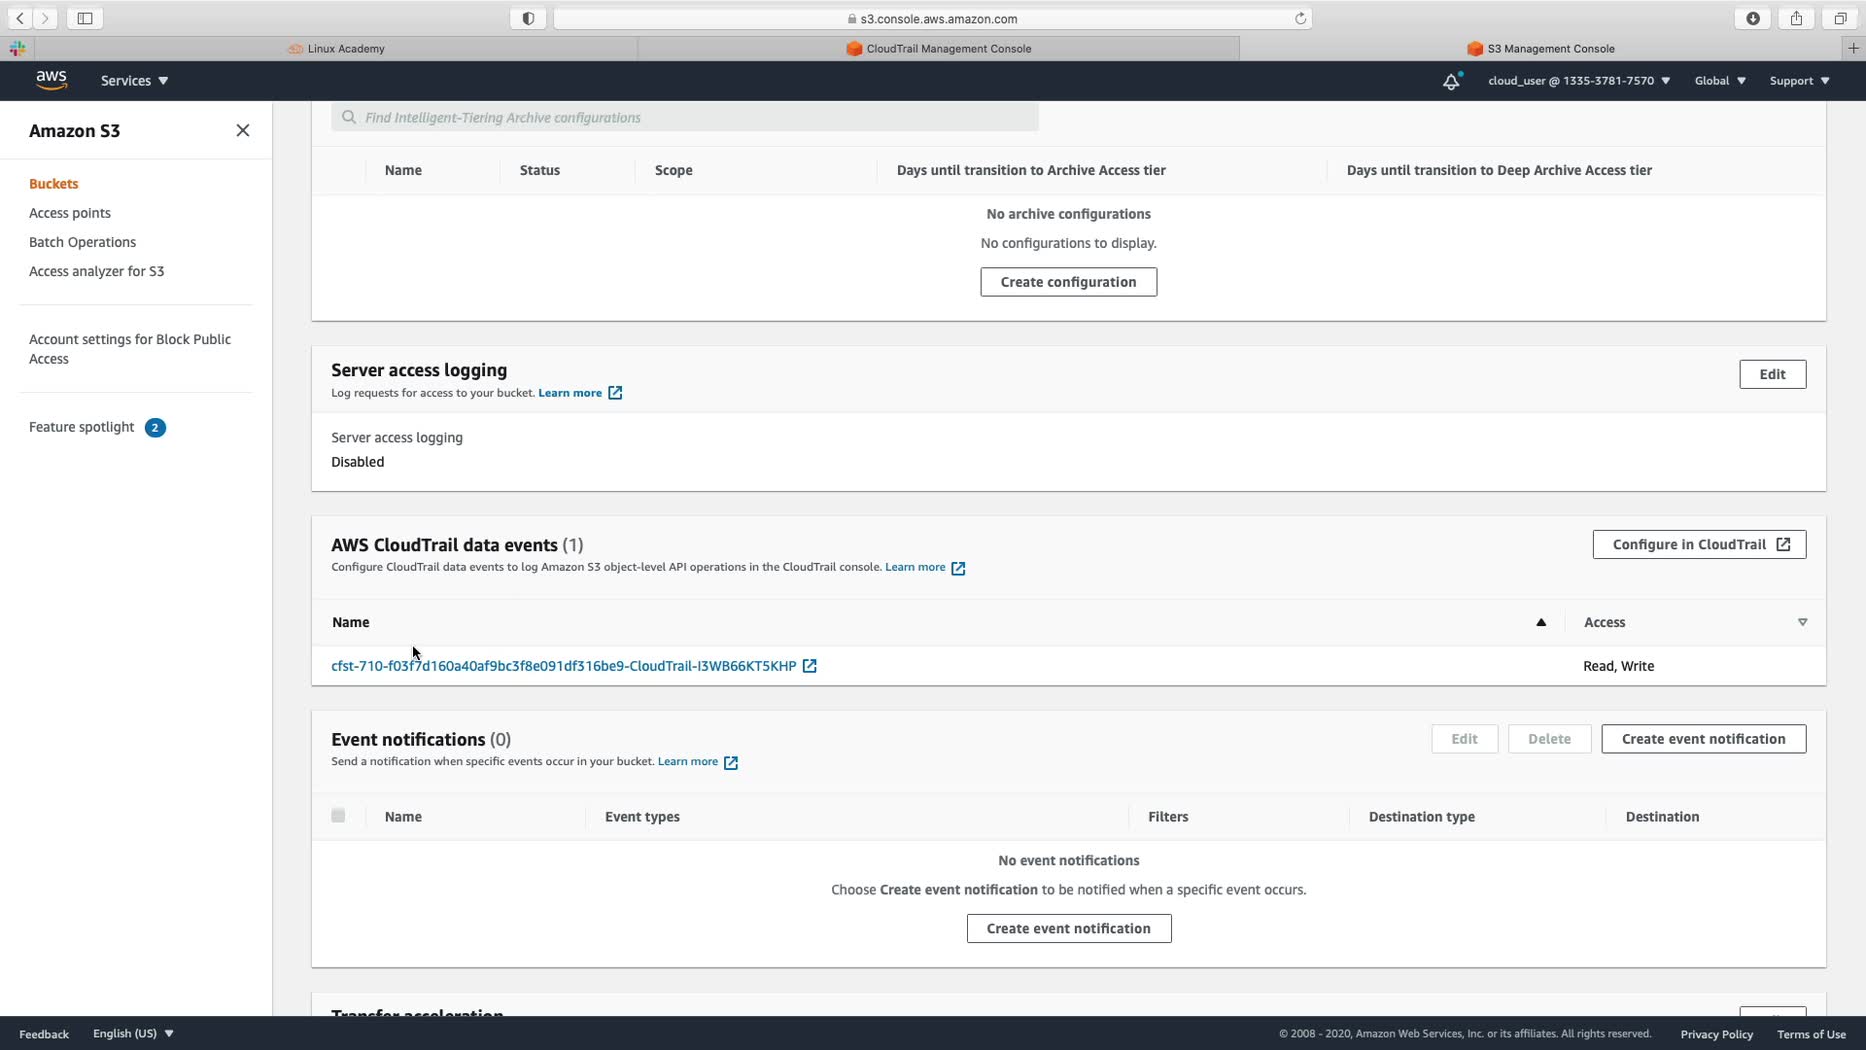 s3.console.aws.amazon.com
Linux Academy
CloudTrail Management Console
S3 Management Console
aws
Services
cloud_user @ 1335-3781-7570
Global
Support
Amazon S3
Buckets
Access points
Batch Operations
Access analyzer for S3
Account settings for Block Public
Access
Feature spotlight 2
Find Intelligent-Tiering Archive configurations
Name Status Scope Days until transition to Archive Access tier Days until transition to Deep Archive Access tier
No archive configurations
No configurations to display.
Create configuration
Server access logging
Edit
Log requests for access to your bucket. Learn more
Server access logging
Disabled
AWS CloudTrail data events (1)
Configure in CloudTrail
Configure CloudTrail data events to log Amazon S3 object-level API operations in the CloudTrail console. Learn more
Name Access
cfst-710-f03f7d160a40af9bc3f8e091df316be9-CloudTrail-I3WB66KT5KHP Read, Write
Event notifications (0)
Edit Delete Create event notification
Send a notification when specific events occur in your bucket. Learn more
Name Event types Filters Destination type Destination
No event notifications
Choose Create event notification to be notified when a specific event occurs.
Create event notification
Transfer acceleration
Feedback English (US) © 2008 - 2020, Amazon Web Services, Inc. or its affiliates. All rights reserved. Privacy Policy Terms of Use